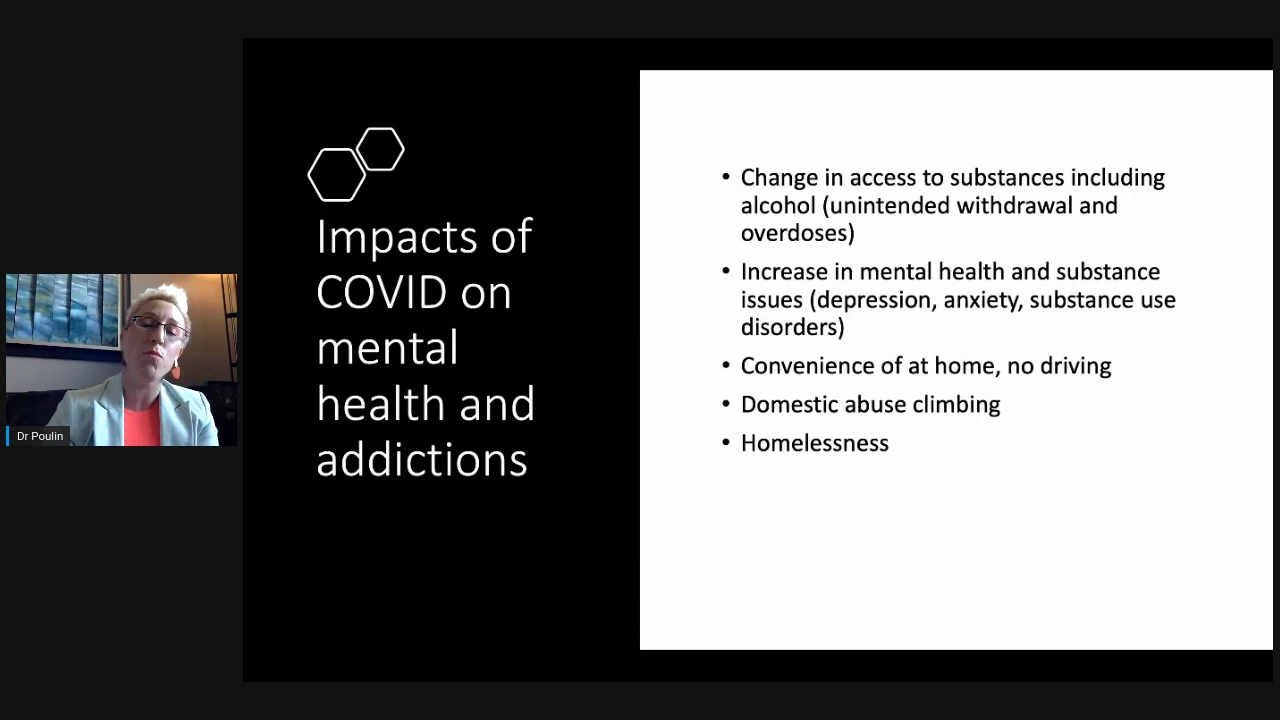 Impacts of
COVID on
mental
health and
addictions
• Change in access to substances including
alcohol (unintended withdrawal and
overdoses)
• Increase in mental health and substance
issues (depression, anxiety, substance use
disorders)
• Convenience of at home, no driving
• Domestic abuse climbing
• Homelessness
Dr Poulin